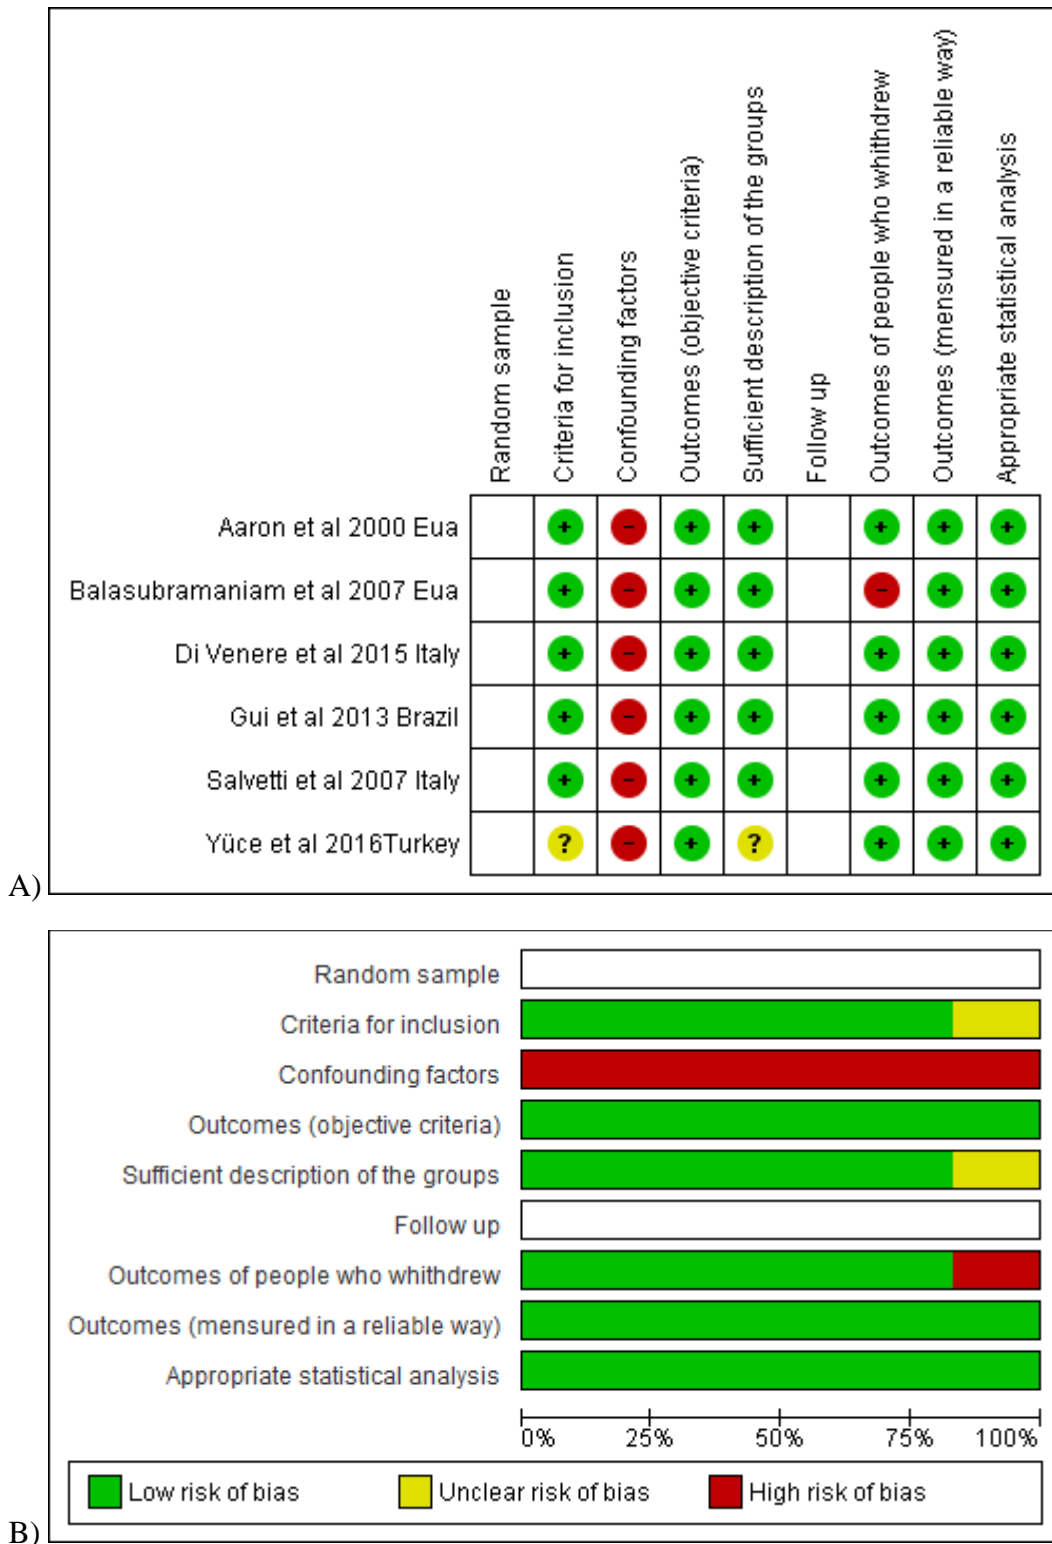 Random sample
Criteria for inclusion
Confounding factors
Outcomes (objective criteria)
Sufficient description of the groups
Follow up
Outcomes of people who whithdrew
Outcomes (mensured in a reliable way)
Appropriate statistical analysis
Aaron et al 2000 Eua + - + + + + +
Balasubramaniam et al 2007 Eua + - + + - + +
Di Venere et al 2015 Italy + - + + + + +
Gui et al 2013 Brazil + - + + + + +
Salvetti et al 2007 Italy + - + + + + +
Yüce et al 2016Turkey ? - + ? + + +
A)
Random sample
Criteria for inclusion
Confounding factors
Outcomes (objective criteria)
Sufficient description of the groups
Follow up
Outcomes of people who whithdrew
Outcomes (mensured in a reliable way)
Appropriate statistical analysis
0% 25% 50% 75% 100%
Low risk of bias Unclear risk of bias High risk of bias
B)